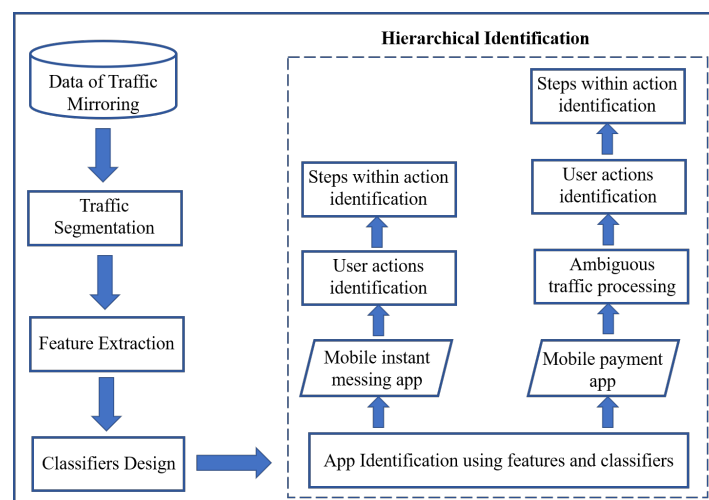 Hierarchical Identification
Data of Traffic
Mirroring
Traffic
Segmentation
Feature Extraction
Classifiers Design
Steps within action
identification
User actions
identification
Mobile instant
messing app
Steps within action
identification
User actions
identification
Ambiguous
traffic processing
Mobile payment
app
App Identification using features and classifiers